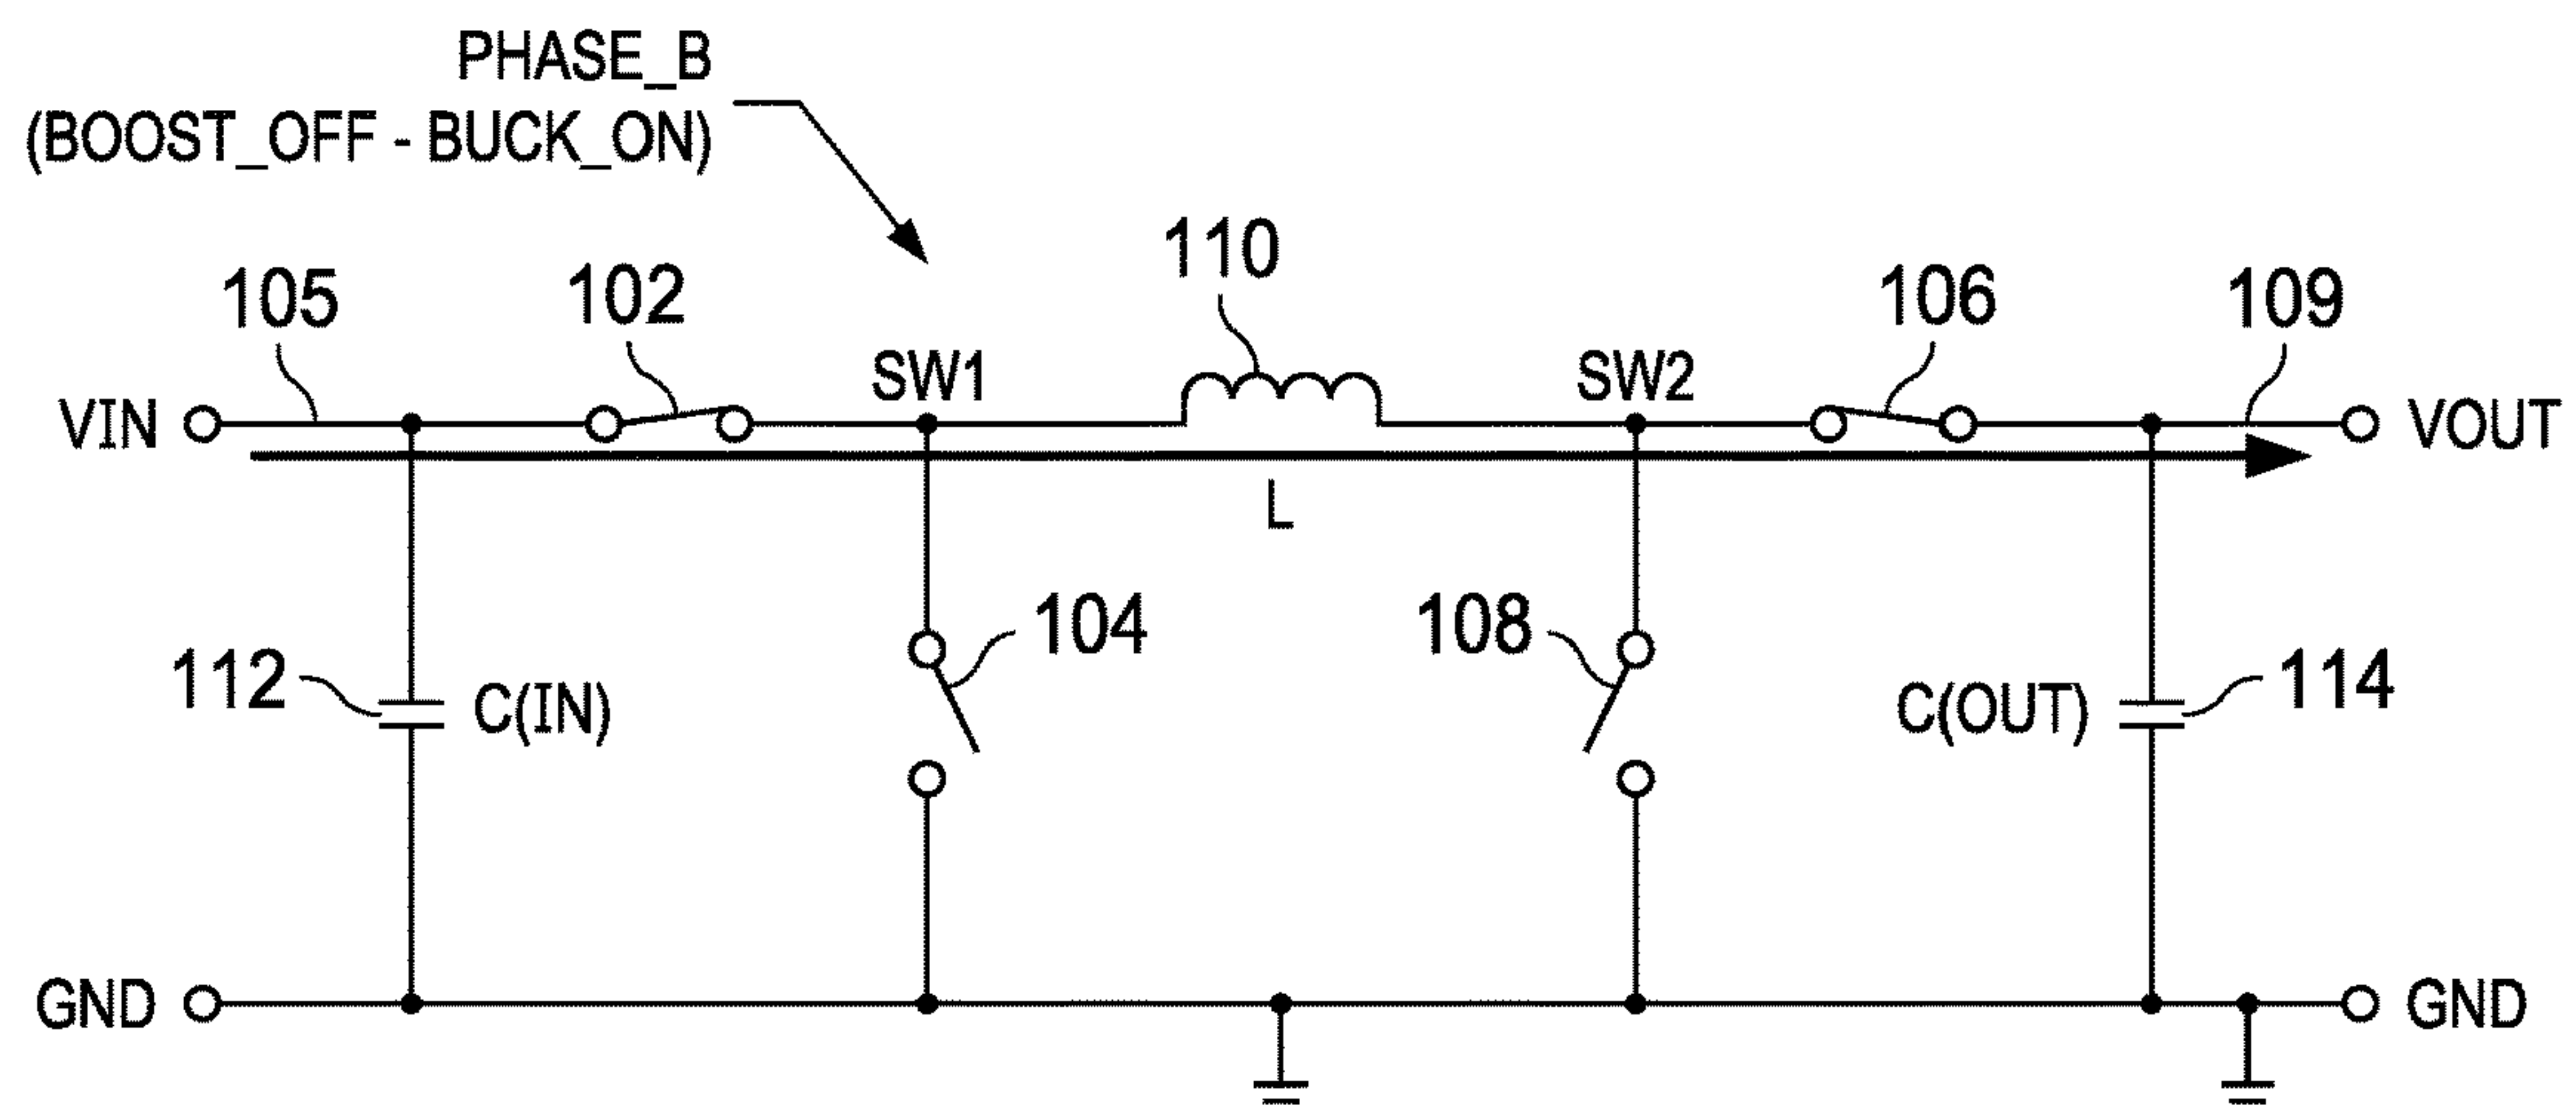 PHASE_B
(BOOST_OFF - BUCK_ON)
110
105
102
106
109
SW1
SW2
VIN
VOUT
L
104
108
112
C(IN)
C(OUT)
114
GND
GND